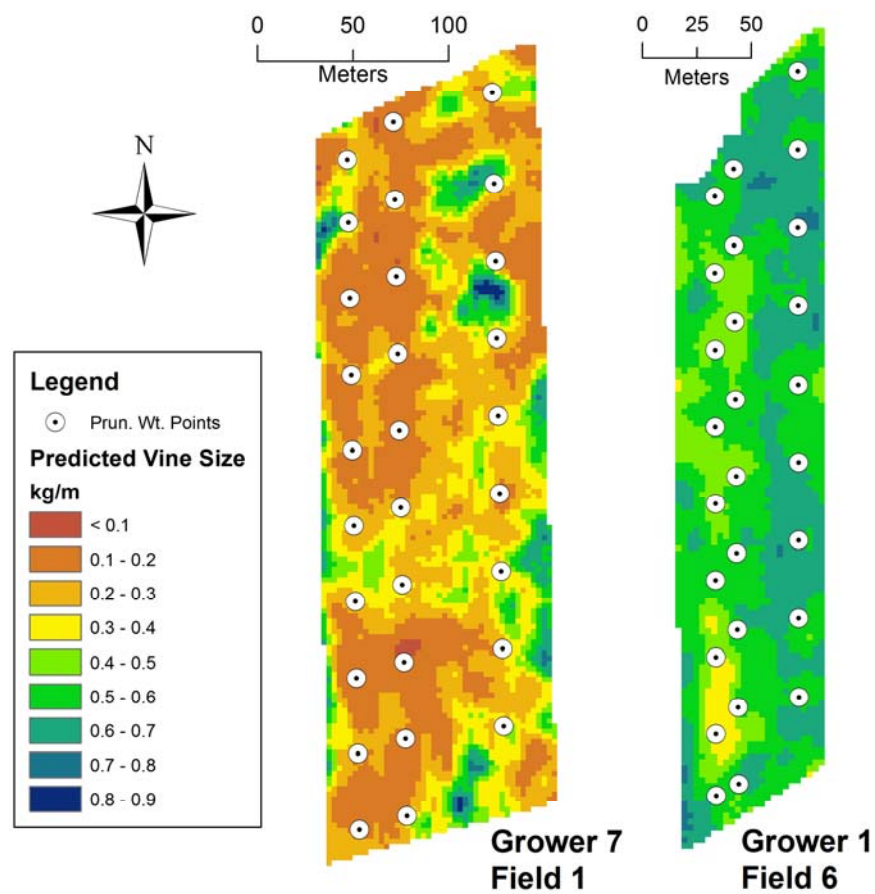 0 50 100
Meters
0 25 50
Meters
N
Legend
Prun. Wt. Points
Predicted Vine Size
kg/m
< 0.1
0.1 - 0.2
0.2 - 0.3
0.3 - 0.4
0.4 - 0.5
0.5 - 0.6
0.6 - 0.7
0.7 - 0.8
0.8 - 0.9
Grower 7
Field 1
Grower 1
Field 6